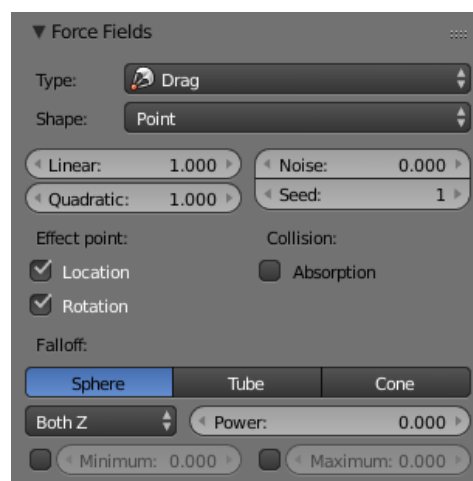 Force Fields
Type: Drag
Shape: Point
Linear: 1.000 Noise: 0.000
Quadratic: 1.000 Seed: 1
Effect point: Collision:
Location Absorption
Rotation
Falloff:
Sphere Tube Cone
Both Z Power: 0.000
Minimum: 0.000 Maximum: 0.000